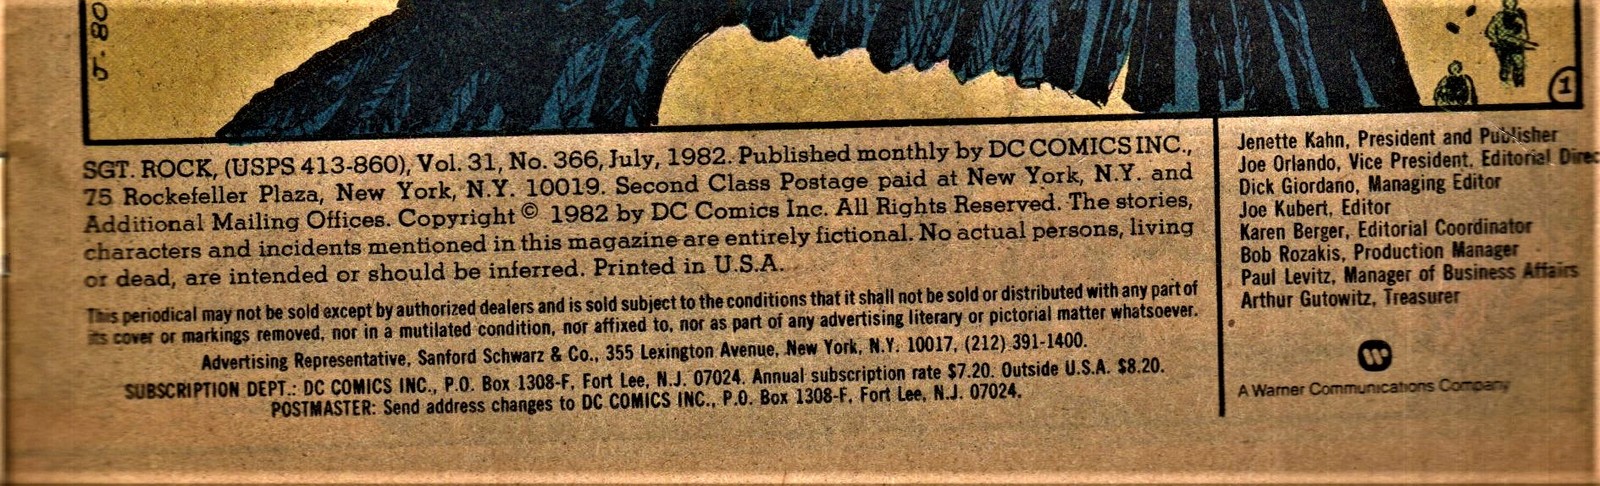 J-80
1
SGT. ROCK, (USPS 413-860), Vol. 31, No. 366, July, 1982. Published monthly by DC COMICS INC.,
75 Rockefeller Plaza, New York, N.Y. 10019. Second Class Postage paid at New York, N.Y. and
Additional Mailing Offices. Copyright © 1982 by DC Comics Inc. All Rights Reserved. The stories,
characters and incidents mentioned in this magazine are entirely fictional. No actual persons, living
or dead, are intended or should be inferred. Printed in U.S.A.
This periodical may not be sold except by authorized dealers and is sold subject to the conditions that it shall not be sold or distributed with any part of
its cover or markings removed, nor in a mutilated condition, nor affixed to, nor as part of any advertising literary or pictorial matter whatsoever.
Advertising Representative, Sanford Schwarz & Co., 355 Lexington Avenue, New York, N.Y. 10017, (212) 391-1400.
SUBSCRIPTION DEPT.: DC COMICS INC., P.O. Box 1308-F, Fort Lee, N.J. 07024. Annual subscription rate $7.20. Outside U.S.A. $8.20.
POSTMASTER: Send address changes to DC COMICS INC., P.O. Box 1308-F, Fort Lee, N.J. 07024.
Jenette Kahn, President and Publisher
Joe Orlando, Vice President, Editorial Direc
Dick Giordano, Managing Editor
Joe Kubert, Editor
Karen Berger, Editorial Coordinator
Bob Rozakis, Production Manager
Paul Levitz, Manager of Business Affairs
Arthur Gutowitz, Treasurer
A Warner Communications Company